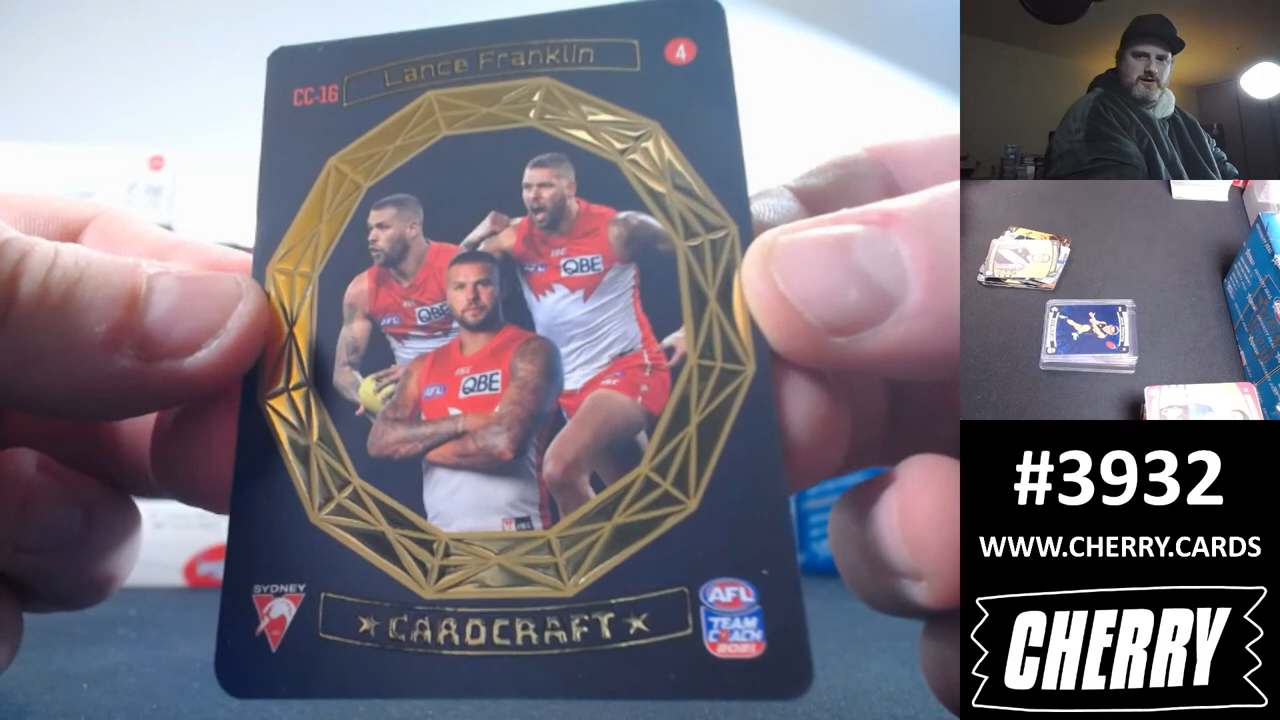 Lance Franklin
4
CC-16
QBE
QBE
AFL
QBE
SYDNEY
★CARDCRAFT★
AFL
TEAM
COACH
2021
#3932
WWW.CHERRY.CARDS
CHERRY